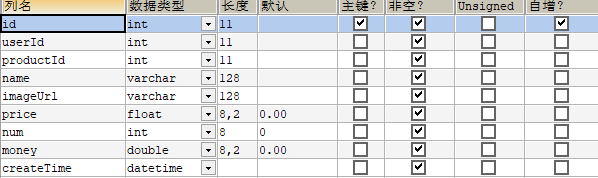 列名 数据类型 长度 默认 主键? 非空? Unsigned 自增?
id int 11
userId int 11
productId int 11
name varchar 128
imageUrl varchar 128
price float 8,2 0.00
num int 8 0
money double 8,2 0.00
createTime datetime